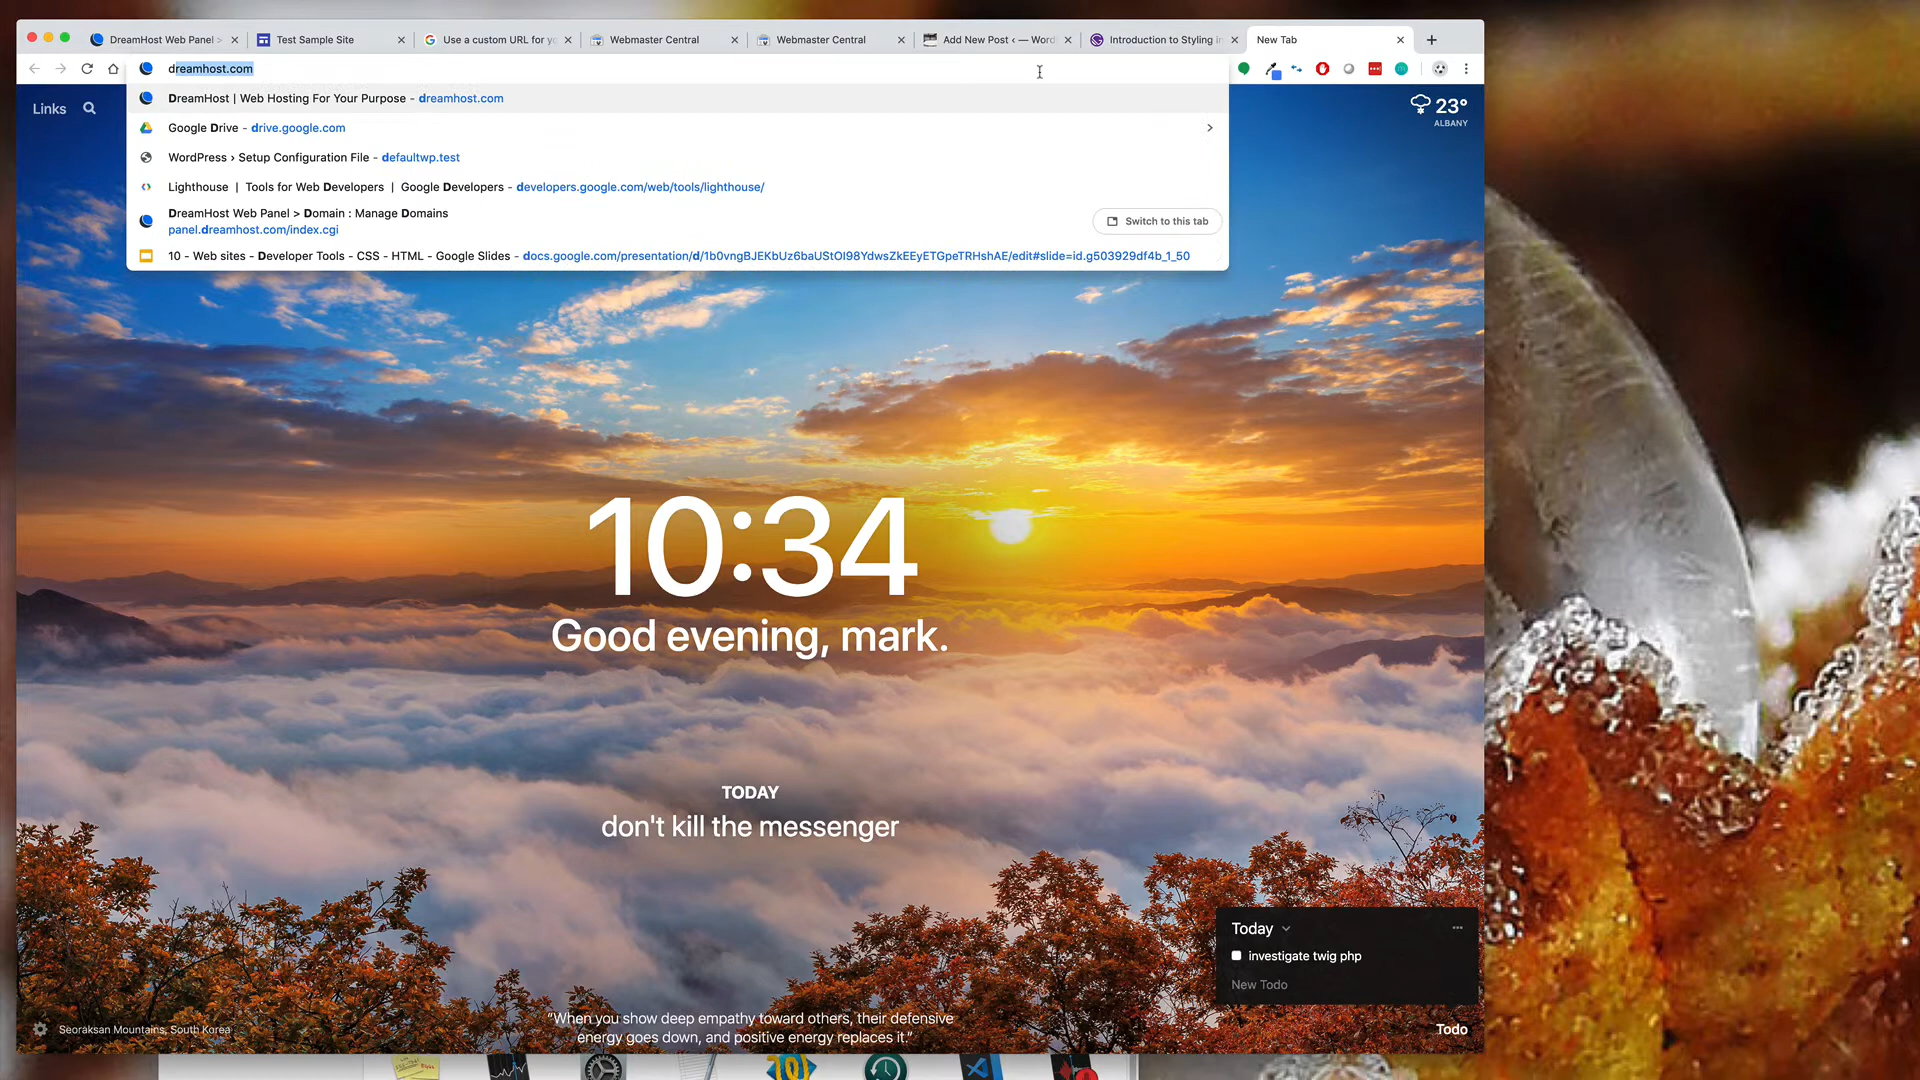 DreamHost Web Panel >
Test Sample Site
Use a custom URL for yo
Webmaster Central
Webmaster Central
Add New Post ‹ — Word
Introduction to Styling in
New Tab
dreamhost.com
Links
DreamHost | Web Hosting For Your Purpose - dreamhost.com
Google Drive - drive.google.com
WordPress › Setup Configuration File - defaultwp.test
Lighthouse | Tools for Web Developers | Google Developers - developers.google.com/web/tools/lighthouse/
DreamHost Web Panel > Domain : Manage Domains
panel.dreamhost.com/index.cgi
Switch to this tab
10 - Web sites - Developer Tools - CSS - HTML - Google Slides - docs.google.com/presentation/d/1b0vngBJEKbUz6baUStOI98YdwsZkEEyETGpeTRHshAE/edit#slide=id.g503929df4b_1_50
23°
ALBANY
10:34
Good evening, mark.
TODAY
don't kill the messenger
Today
investigate twig php
New Todo
Todo
Seoraksan Mountains, South Korea
“When you show deep empathy toward others, their defensive
energy goes down, and positive energy replaces it.”